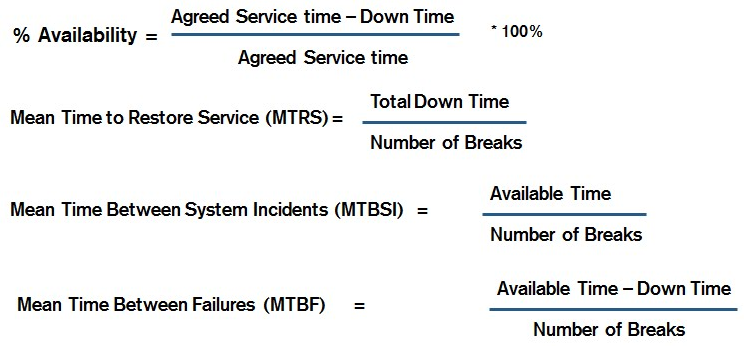 Agreed Service time – Down Time
% Availability = * 100%
Agreed Service time
Total Down Time
Mean Time to Restore Service (MTRS) =
Number of Breaks
Available Time
Mean Time Between System Incidents (MTBSI) =
Number of Breaks
Available Time – Down Time
Mean Time Between Failures (MTBF) =
Number of Breaks